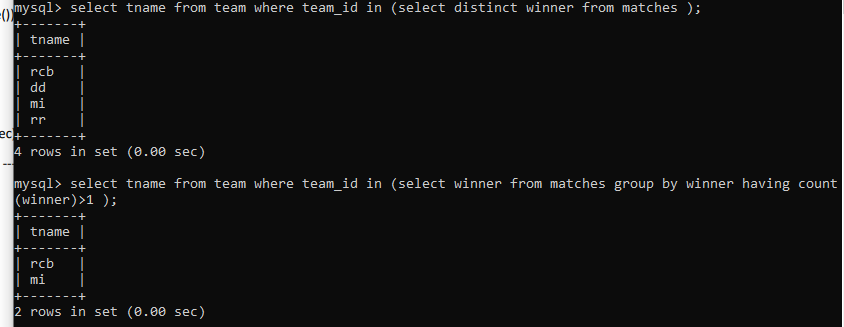 ())
mysql> select tname from team where team_id in (select distinct winner from matches );
+-------+
| tname |
+-------+
| rcb   |
| dd    |
| mi    |
| rr    |
+-------+
ec
4 rows in set (0.00 sec)
---
mysql> select tname from team where team_id in (select winner from matches group by winner having count
(winner)>1 );
+-------+
| tname |
+-------+
| rcb   |
| mi    |
+-------+
2 rows in set (0.00 sec)